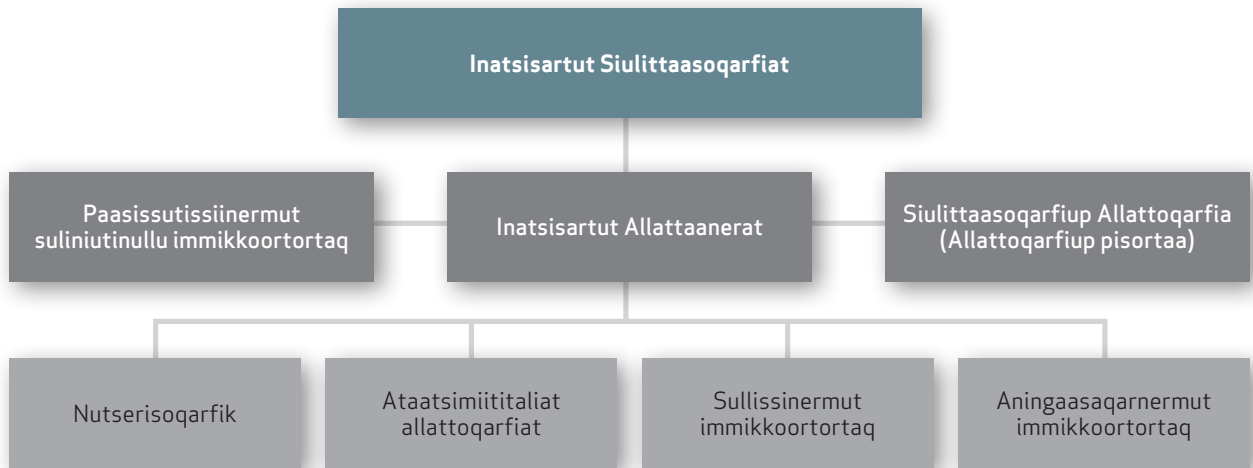 Inatsisartut Siulittaasoqarfiat
Paasissutissiinermut
suliniutinullu immikkoortortaq
Inatsisartut Allattaanerat
Siulittaasoqarfiup Allattoqarfia
(Allattoqarfiup pisortaa)
Nutserisoqarfik
Ataatsimiititaliat
allattoqarfiat
Sullissinermut
immikkoortortaq
Aningaasaqarnermut
immikkoortortaq